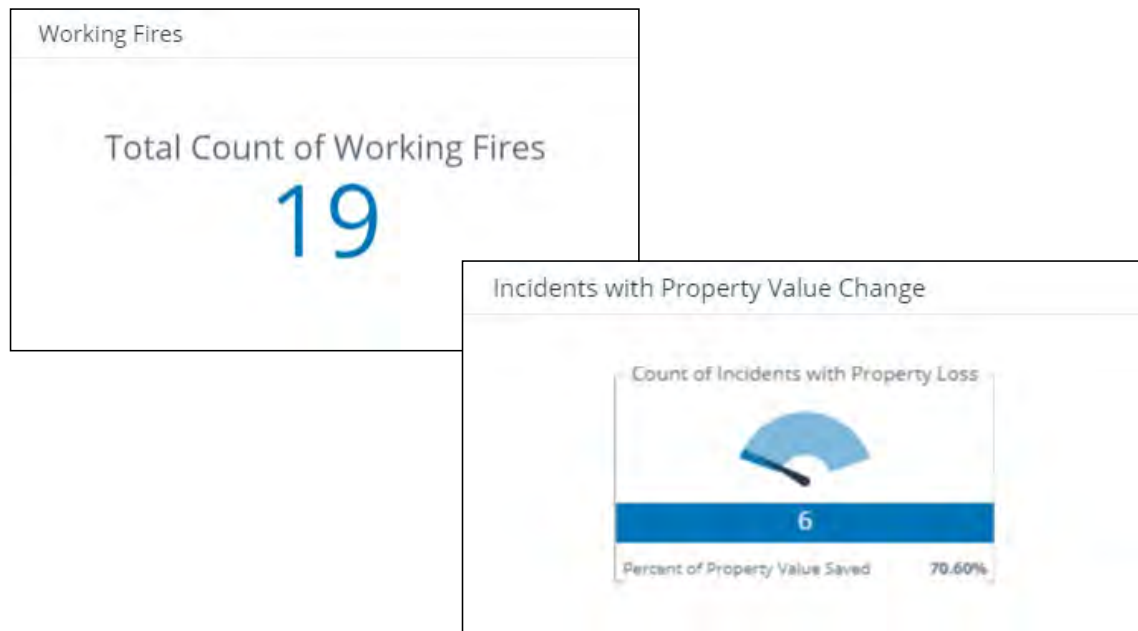 Working Fires
Total Count of Working Fires
19
Incidents with Property Value Change
Count of Incidents with Property Loss
6
Percent of Property Value Saved 70.60%